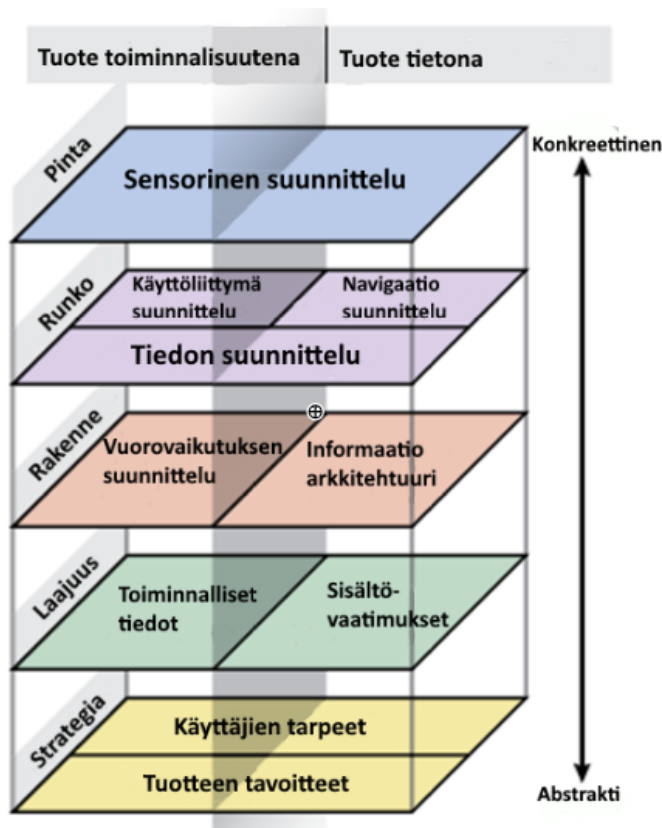 Tuote toiminnalisuutena
Tuote tietona
Konkreettinen
Pinta
Sensorinen suunnittelu
Runko
Käyttöliittymä
suunnittelu
Navigaatio
suunnittelu
Tiedon suunnittelu
Rakenne
Vuorovaikutuksen
suunnittelu
Informaatio
arkkitehtuuri
Laajuus
Toiminnalliset
tiedot
Sisältö-
vaatimukset
Strategia
Käyttäjien tarpeet
Tuotteen tavoitteet
Abstrakti